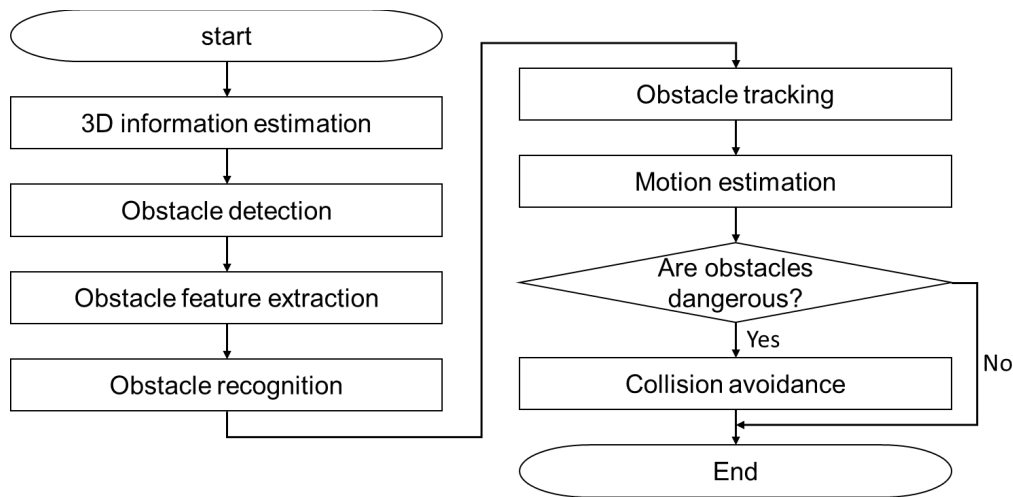 start
3D information estimation
Obstacle detection
Obstacle feature extraction
Obstacle recognition
Obstacle tracking
Motion estimation
Are obstacles
dangerous?
Yes
No
Collision avoidance
End